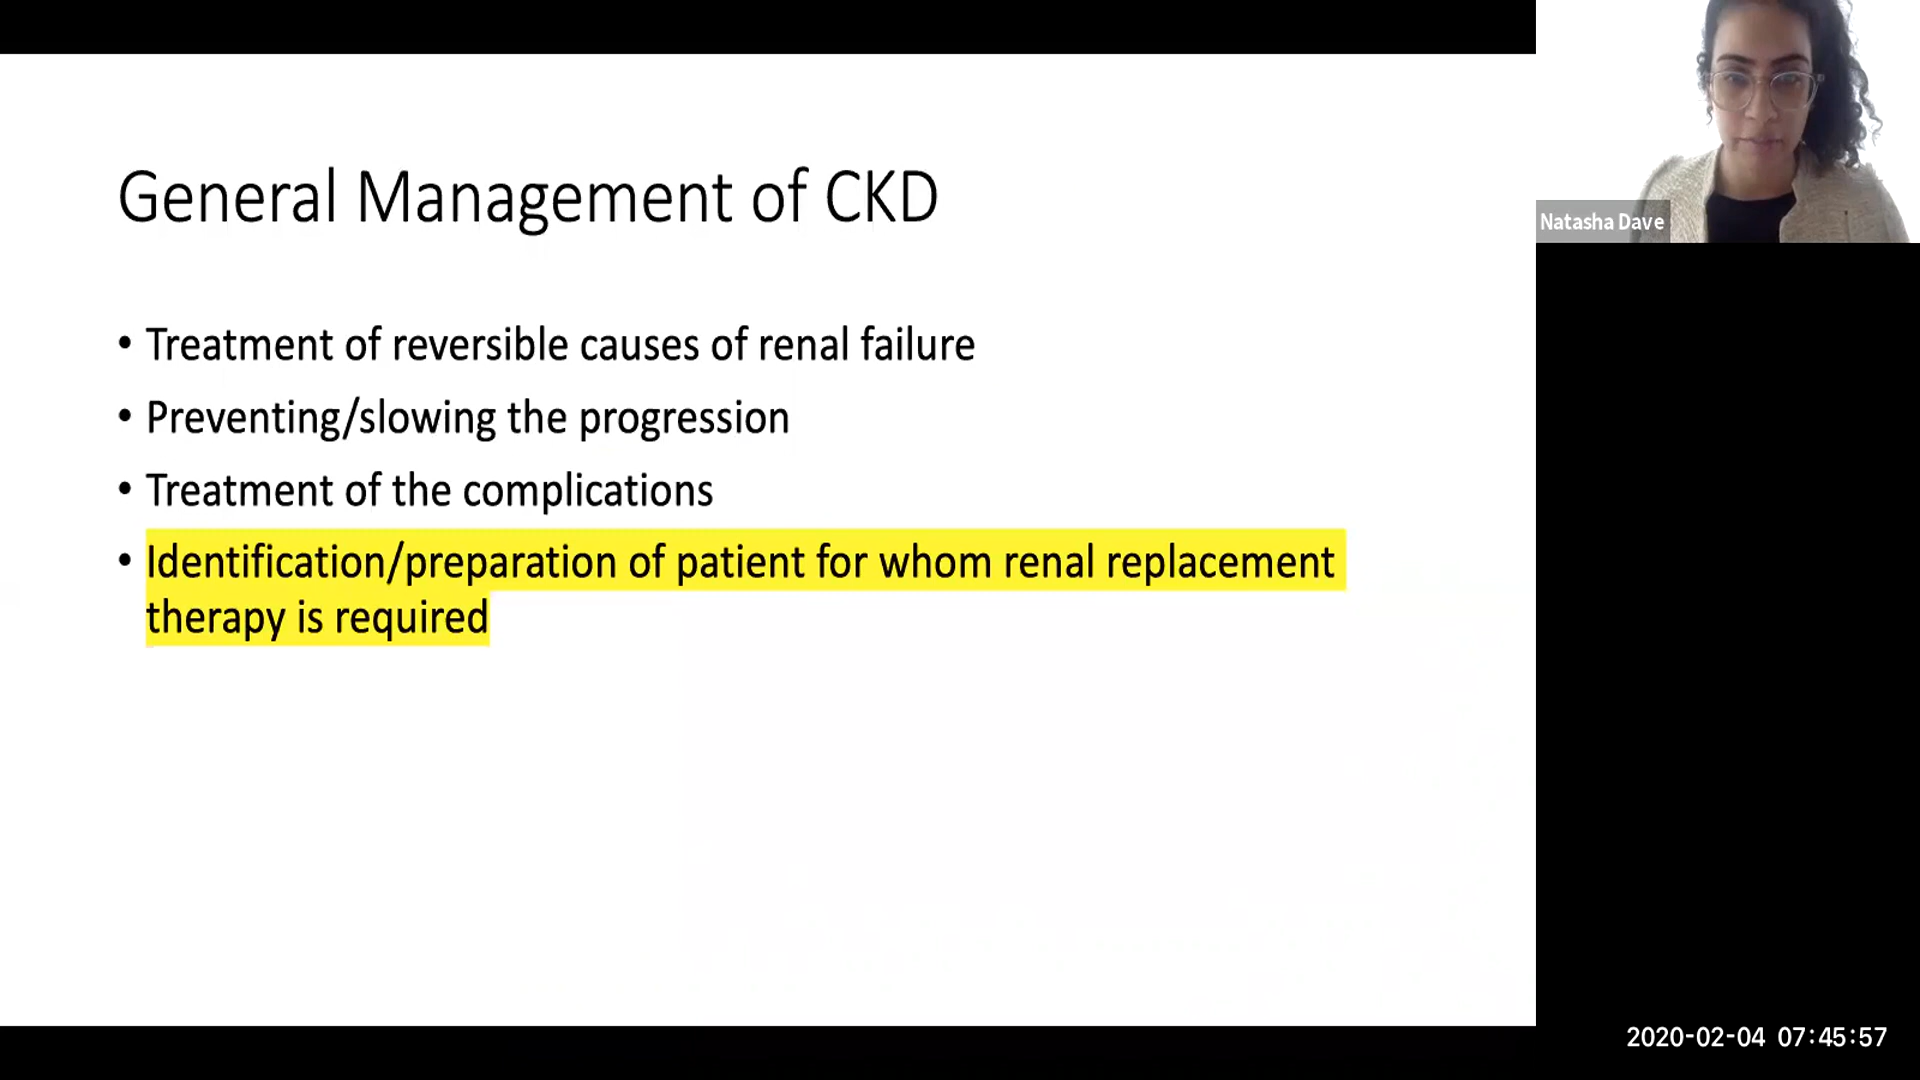 General Management of CKD
• Treatment of reversible causes of renal failure
• Preventing/slowing the progression
• Treatment of the complications
• Identification/preparation of patient for whom renal replacement
therapy is required
Natasha Dave
2020-02-04 07:45:57